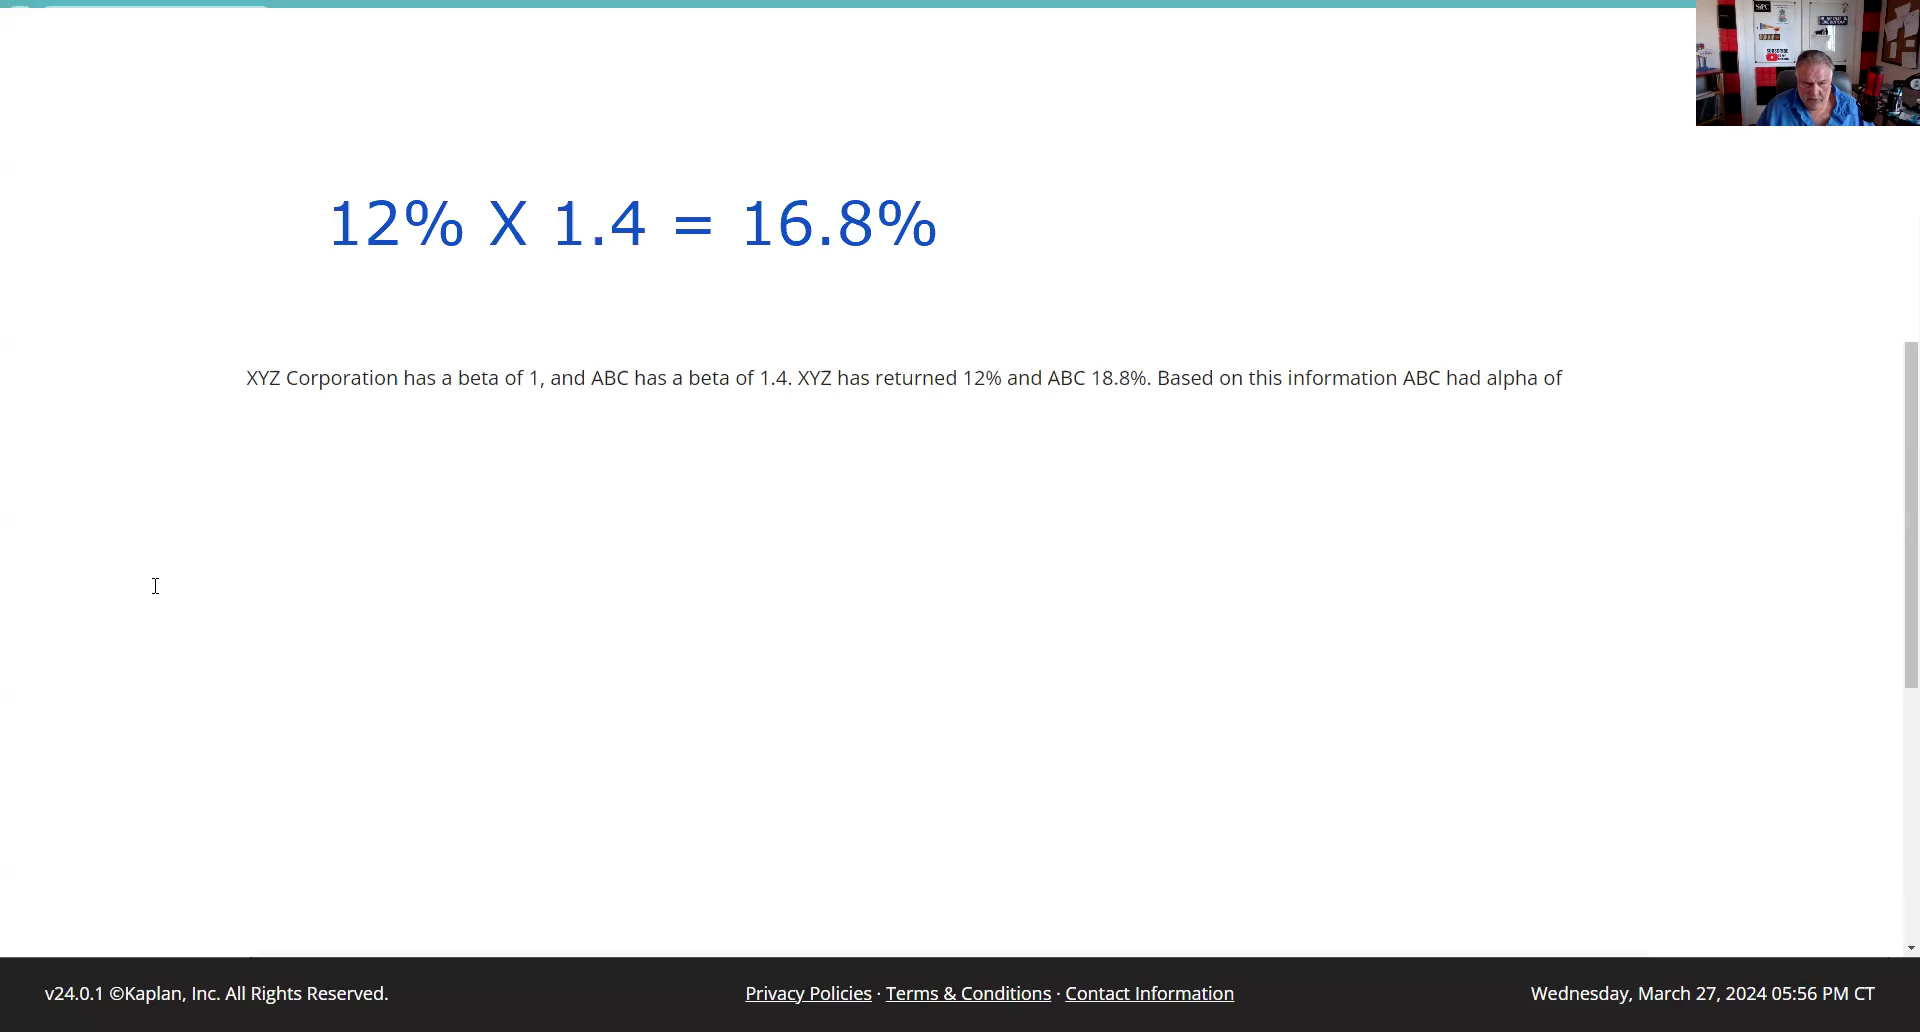 12% X 1.4 = 16.8%
XYZ Corporation has a beta of 1, and ABC has a beta of 1.4. XYZ has returned 12% and ABC 18.8%. Based on this information ABC had alpha of
v24.0.1 ©Kaplan, Inc. All Rights Reserved.
Privacy Policies · Terms & Conditions · Contact Information
Wednesday, March 27, 2024 05:56 PM CT
SIPC
SUBSCRIBE